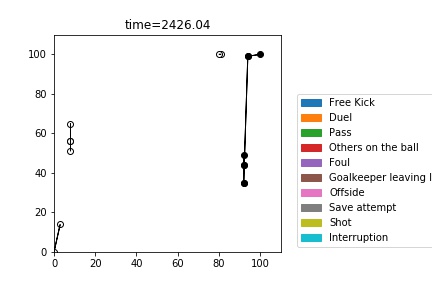 time=2426.04
100
80
60
40
20
0
0 20 40 60 80 100
Free Kick
Duel
Pass
Others on the ball
Foul
Goalkeeper leaving l
Offside
Save attempt
Shot
Interruption